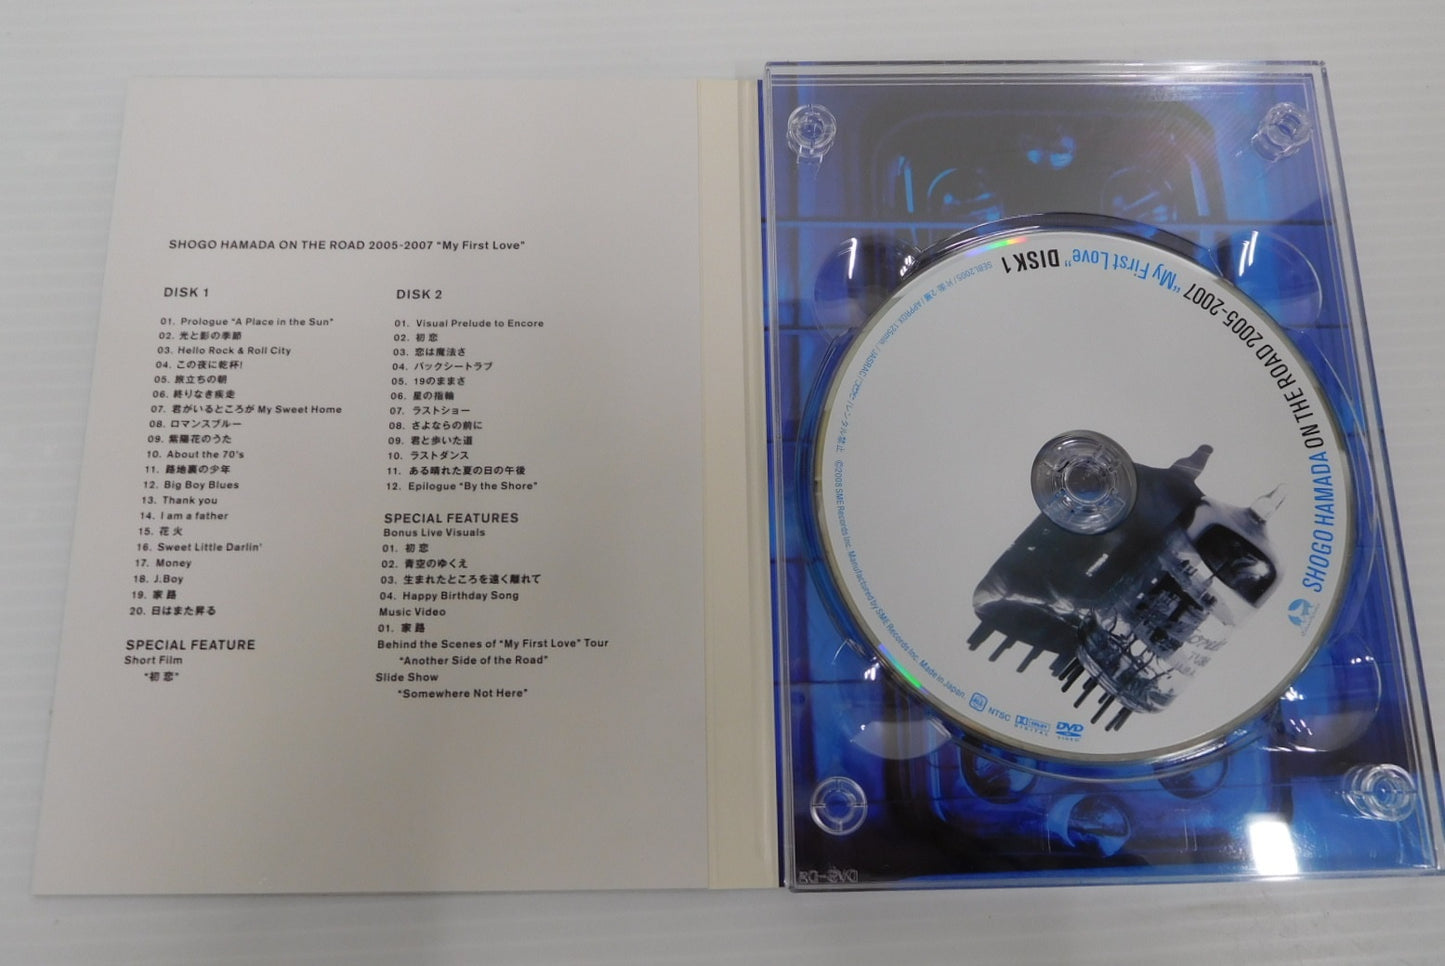 SHOGO HAMADA ON THE ROAD 2005-2007 “My First Love”
DISK 1
01. Prologue “A Place in the Sun”
02. 光と影の季節
03. Hello Rock & Roll City
04. この夜に乾杯!
05. 旅立ちの朝
06. 終りなき疾走
07. 君がいるところが My Sweet Home
08. ロマンスブルー
09. 紫陽花のうた
10. About the 70's
11. 路地裏の少年
12. Big Boy Blues
13. Thank you
14. I am a father
15. 花火
16. Sweet Little Darlin'
17. Money
18. J.Boy
19. 家路
20. 日はまた昇る
SPECIAL FEATURE
Short Film
“初恋”
DISK 2
01. Visual Prelude to Encore
02. 初恋
03. 恋は魔法さ
04. バックシートラブ
05. 19のままさ
06. 星の指輪
07. ラストショー
08. さよならの前に
09. 君と歩いた道
10. ラストダンス
11. ある晴れた夏の日の午後
12. Epilogue “By the Shore”
SPECIAL FEATURES
Bonus Live Visuals
01. 初恋
02. 青空のゆくえ
03. 生まれたところを遠く離れて
04. Happy Birthday Song
Music Video
01. 家路
Behind the Scenes of “My First Love” Tour
“Another Side of the Road”
Slide Show
“Somewhere Not Here”
SHOGO HAMADA ON THE ROAD 2005-2007 “My First Love” DISK 1
©2008 SME Records Inc. Manufactured by SME Records Inc. Made in Japan.
NTSC
DIGITAL
DVD
VIDEO